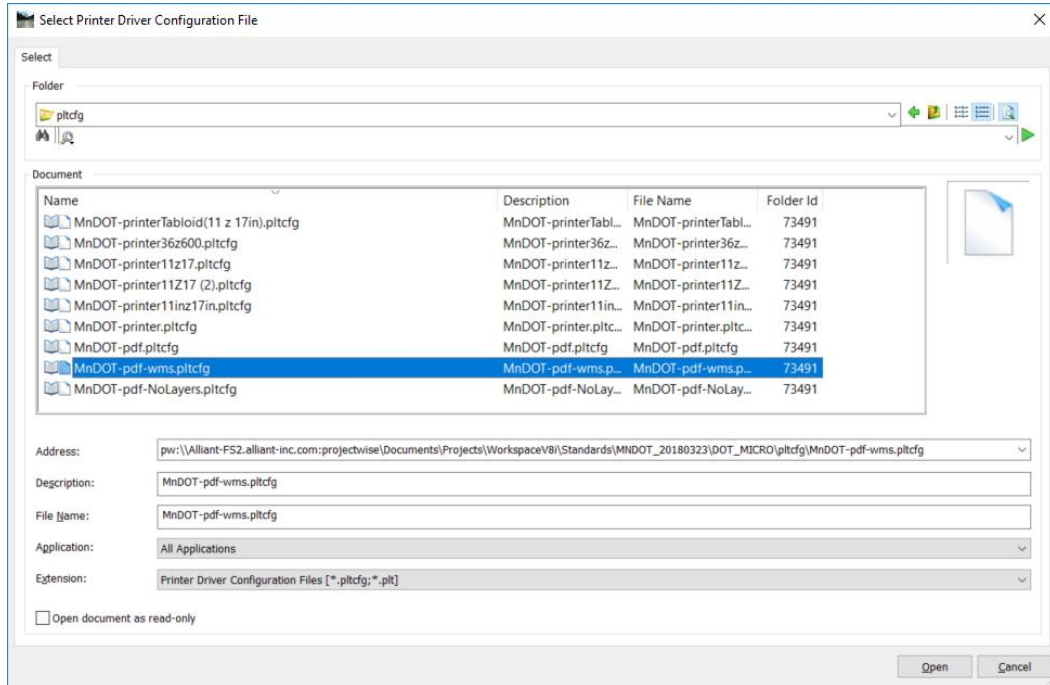 Select Printer Driver Configuration File
Select
Folder
pltcfg
Document
Name Description File Name Folder Id
MnDOT-printerTabloid(11 z 17in).pltcfg MnDOT-printerTabl... MnDOT-printerTabl... 73491
MnDOT-printer36z600.pltcfg MnDOT-printer36z... MnDOT-printer36z... 73491
MnDOT-printer11z17.pltcfg MnDOT-printer11z... MnDOT-printer11z... 73491
MnDOT-printer11Z17 (2).pltcfg MnDOT-printer11Z... MnDOT-printer11Z... 73491
MnDOT-printer11inz17in.pltcfg MnDOT-printer11in... MnDOT-printer11in... 73491
MnDOT-printer.pltcfg MnDOT-printer.pltc... MnDOT-printer.pltc... 73491
MnDOT-pdf.pltcfg MnDOT-pdf.pltcfg MnDOT-pdf.pltcfg 73491
MnDOT-pdf-wms.pltcfg MnDOT-pdf-wms.p... MnDOT-pdf-wms.p... 73491
MnDOT-pdf-NoLayers.pltcfg MnDOT-pdf-NoLay... MnDOT-pdf-NoLay... 73491
Address: pw:\\Alliant-FS2.alliant-inc.com:projectwise\Documents\Projects\WorkspaceV8i\Standards\MNDOT_20180323\DOT_MICRO\pltcfg\MnDOT-pdf-wms.pltcfg
Description: MnDOT-pdf-wms.pltcfg
File Name: MnDOT-pdf-wms.pltcfg
Application: All Applications
Extension: Printer Driver Configuration Files [*.pltcfg;*.plt]
Open document as read-only
Open Cancel